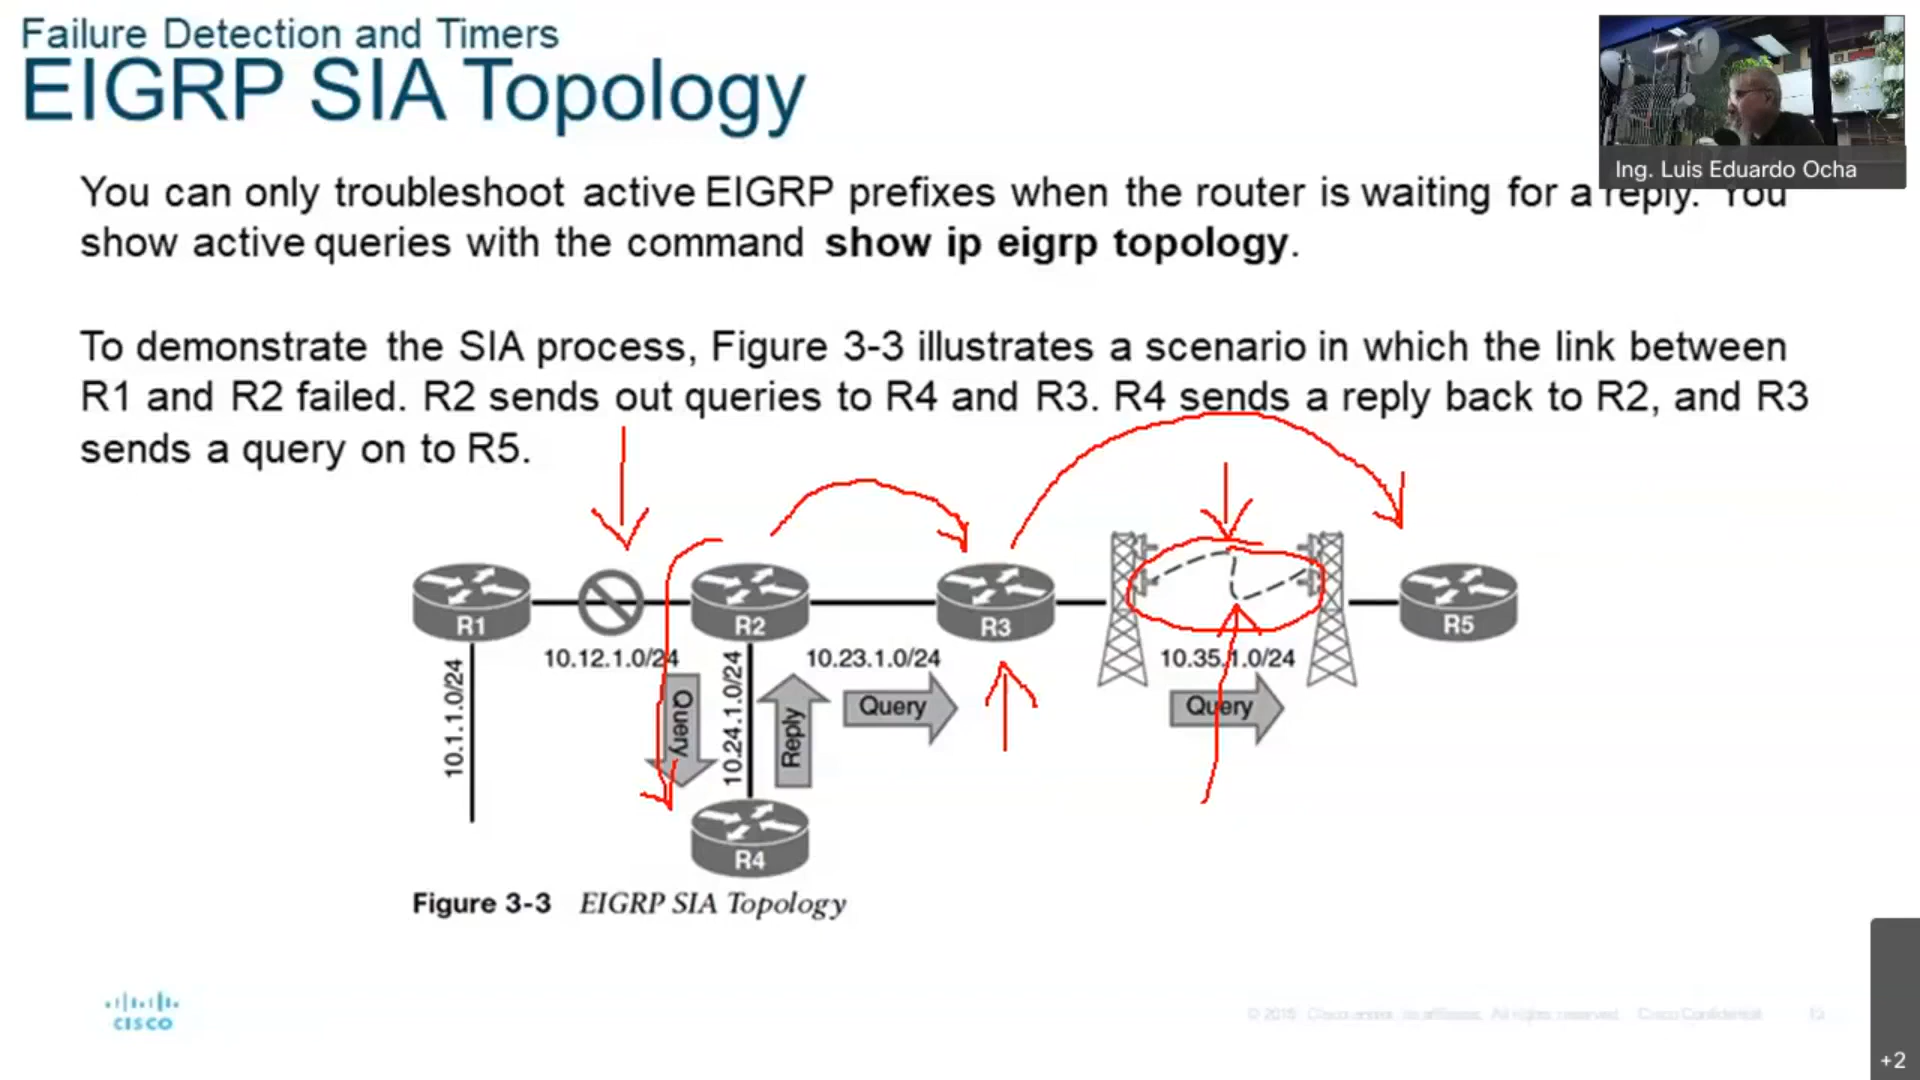 Failure Detection and Timers
EIGRP SIA Topology
Ing. Luis Eduardo Ocha
You can only troubleshoot active EIGRP prefixes when the router is waiting for a reply. You
show active queries with the command show ip eigrp topology.
To demonstrate the SIA process, Figure 3-3 illustrates a scenario in which the link between
R1 and R2 failed. R2 sends out queries to R4 and R3. R4 sends a reply back to R2, and R3
sends a query on to R5.
R1
R2
R3
R5
10.12.1.0/24
10.23.1.0/24
10.35.1.0/24
10.1.1.0/24
Query
10.24.1.0/24
Reply
Query
Query
R4
Figure 3-3 EIGRP SIA Topology
CISCO
Cisco Confidential
+2